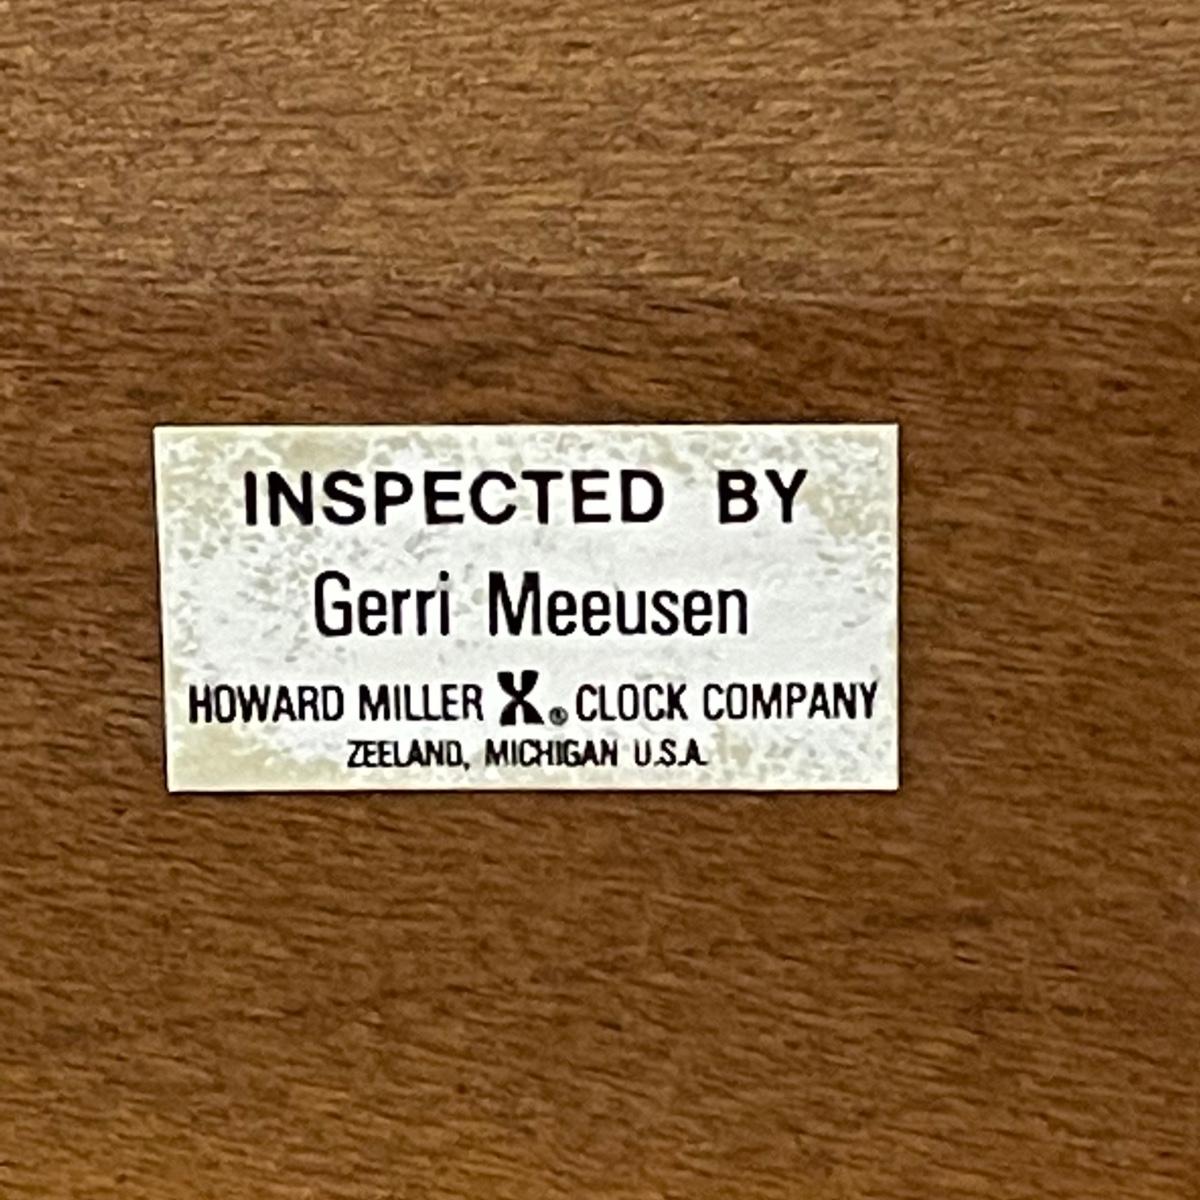 INSPECTED BY
Gerri Meeusen
HOWARD MILLER X® CLOCK COMPANY
ZEELAND, MICHIGAN U.S.A.